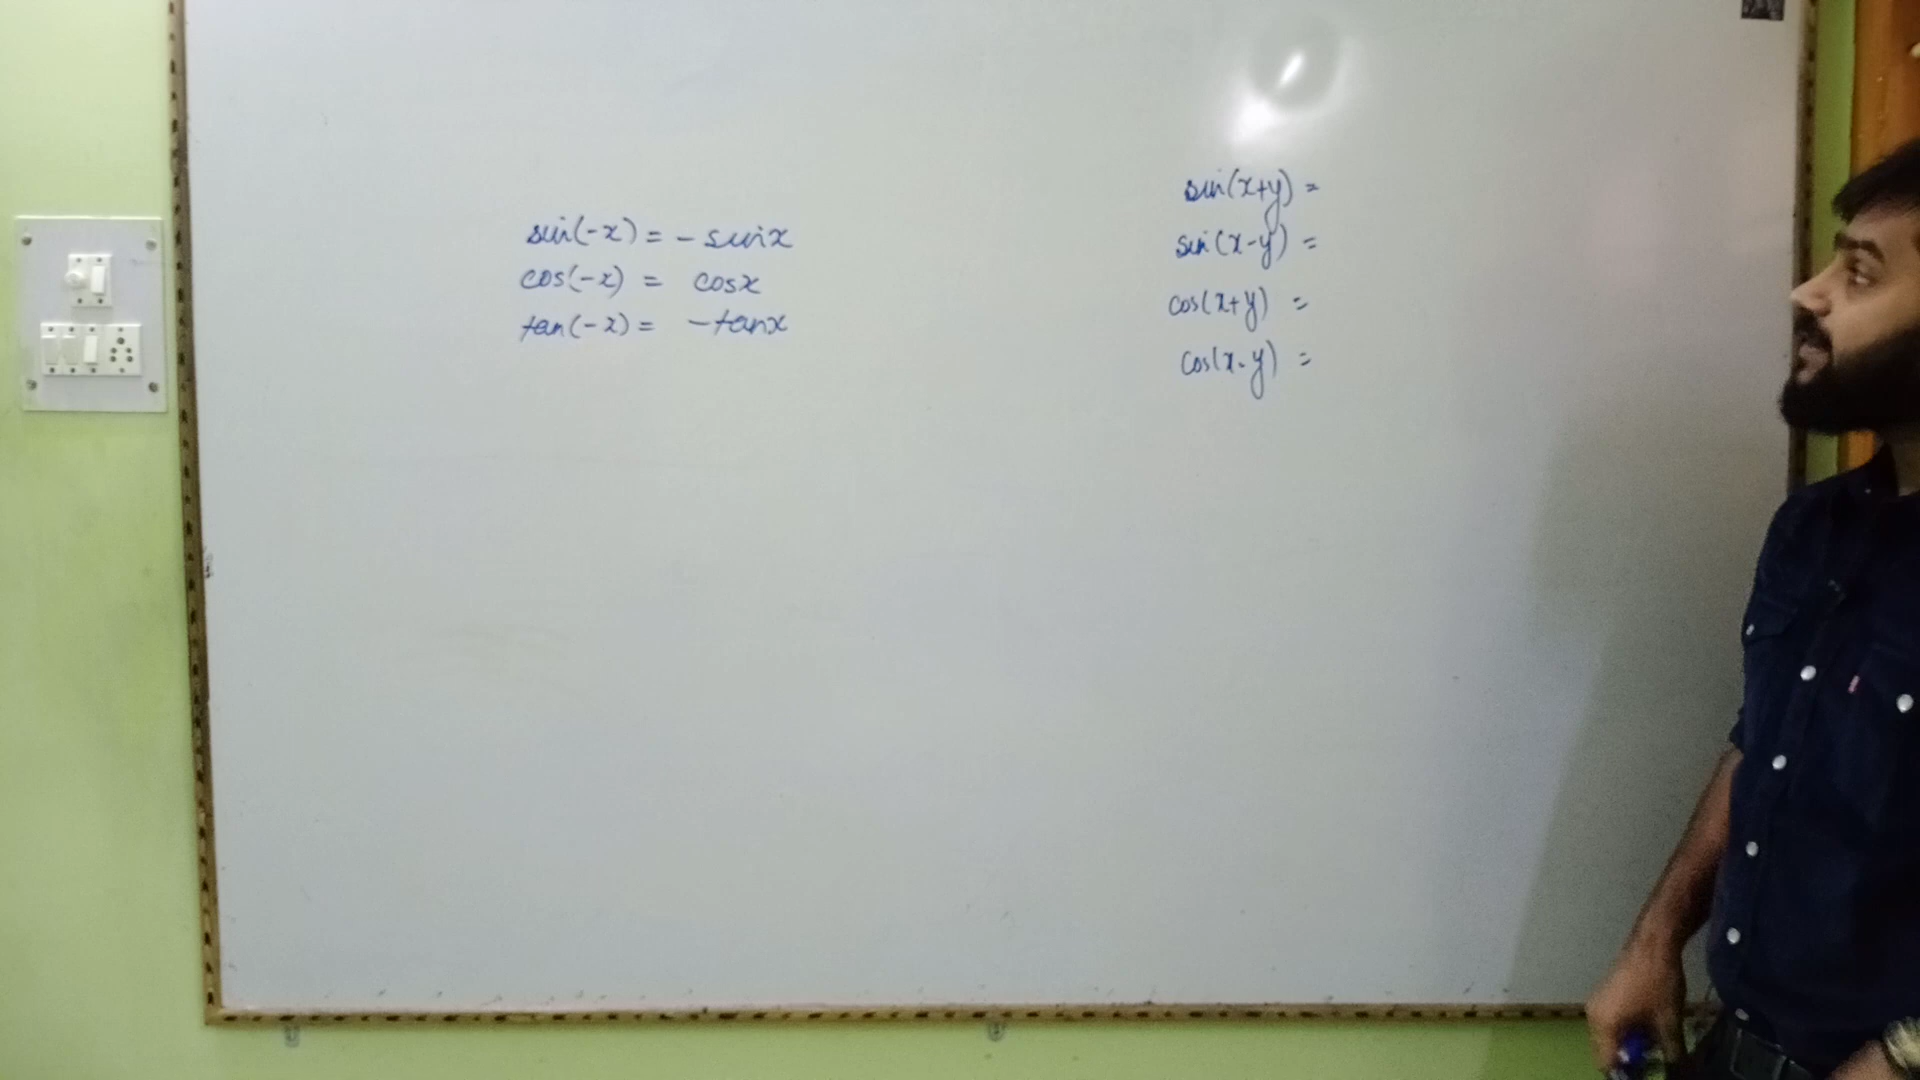 sin(-x) = - sinx
cos(-x) = cosx
tan(-x) = -tanx
sin(x+y) =
sin(x-y) =
cos(x+y) =
cos(x-y) =